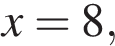 x = 8,